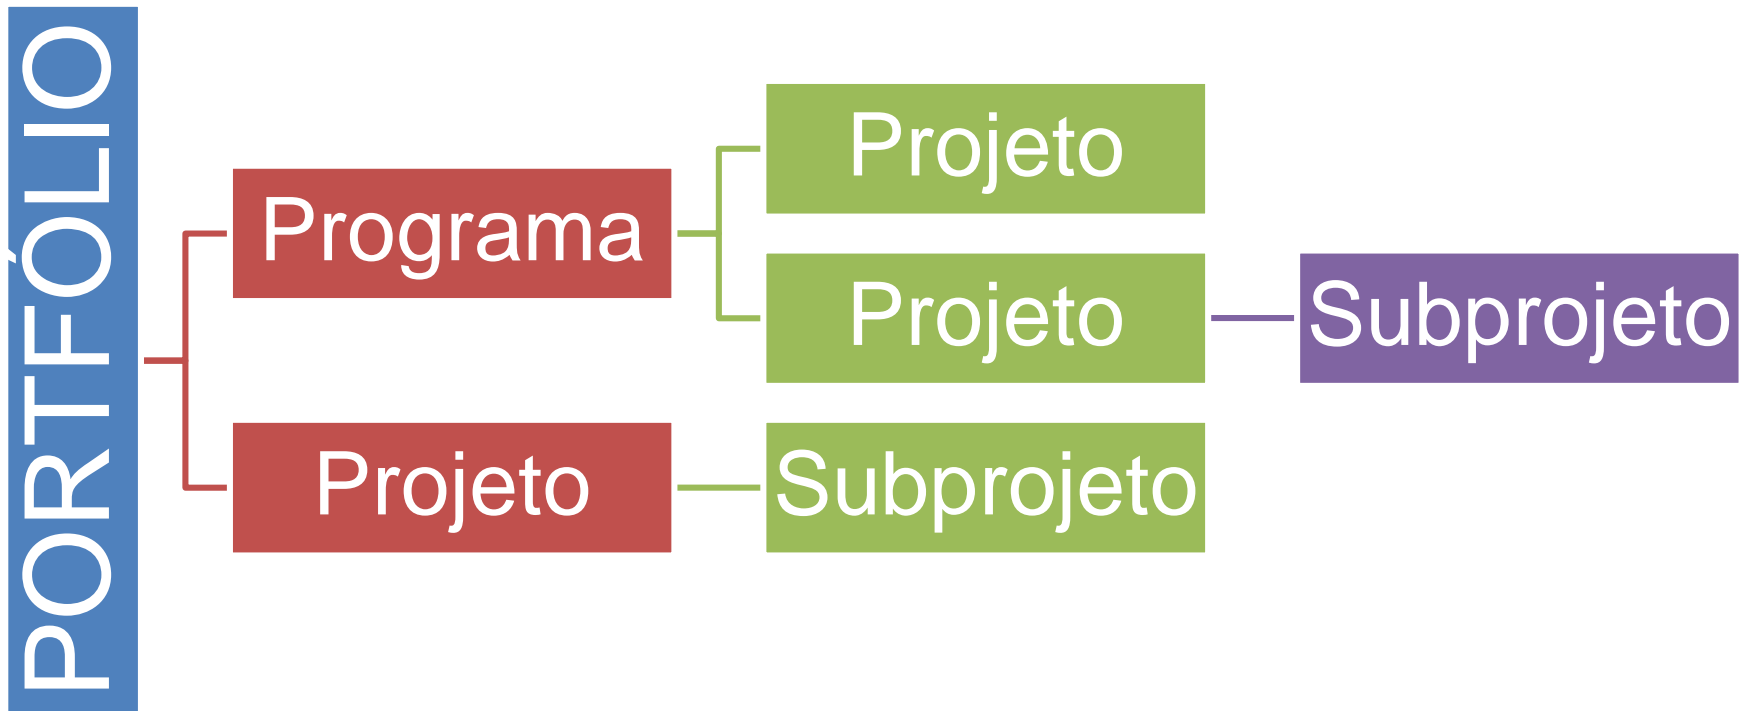 PORTFÓLIO
Programa
Projeto
Projeto
Subprojeto
Projeto
Subprojeto